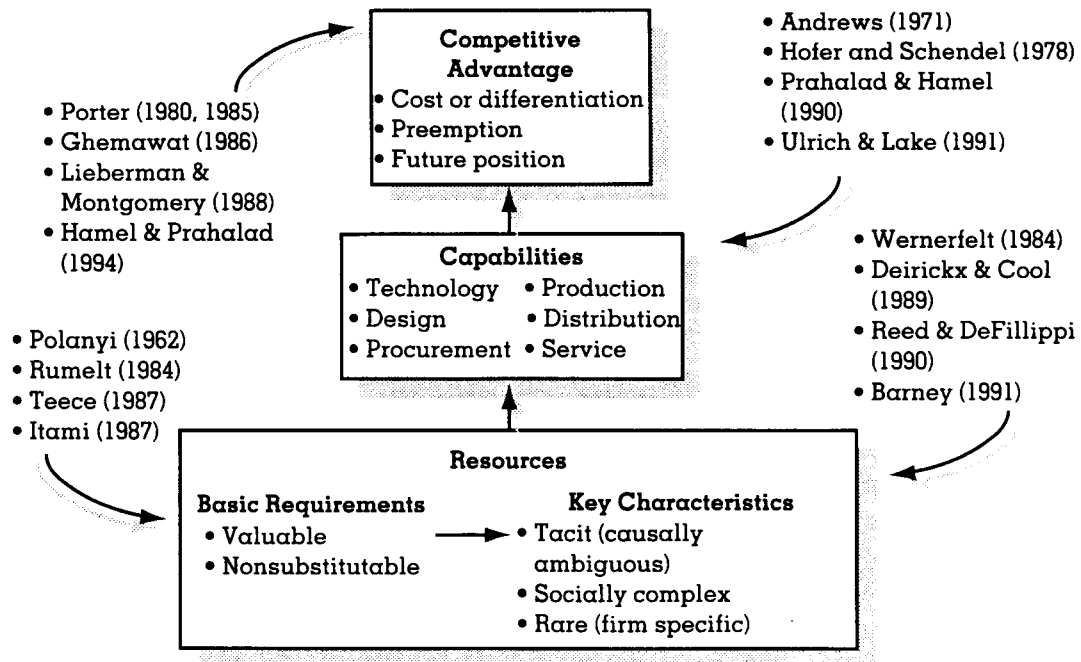 Competitive
Advantage
• Cost or differentiation
• Preemption
• Future position
• Andrews (1971)
• Hofer and Schendel (1978)
• Prahalad & Hamel
(1990)
• Ulrich & Lake (1991)
• Porter (1980, 1985)
• Ghemawat (1986)
• Lieberman &
Montgomery (1988)
• Hamel & Prahalad
(1994)
Capabilities
• Technology • Production
• Design • Distribution
• Procurement • Service
• Wernerfelt (1984)
• Deirickx & Cool
(1989)
• Reed & DeFillippi
(1990)
• Barney (1991)
• Polanyi (1962)
• Rumelt (1984)
• Teece (1987)
• Itami (1987)
Resources
Basic Requirements
• Valuable
• Nonsubstitutable
Key Characteristics
• Tacit (causally
ambiguous)
• Socially complex
• Rare (firm specific)